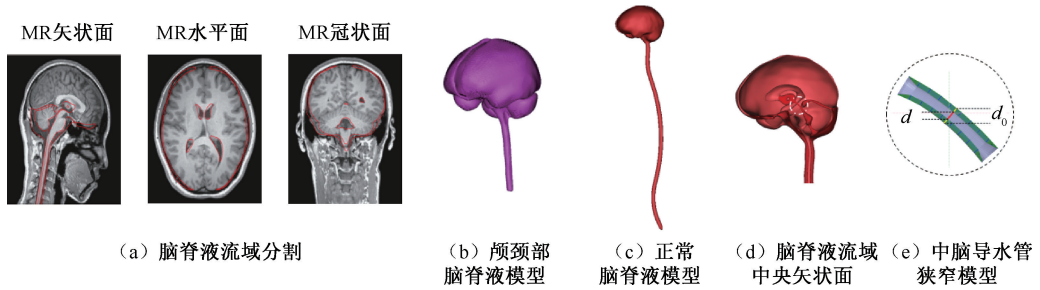 MR矢状面
MR水平面
MR冠状面
d
d₀
（a）脑脊液流域分割
（b）颅颈部
脑脊液模型
（c）正常
脑脊液模型
（d）脑脊液流域
中央矢状面
（e）中脑导水管
狭窄模型